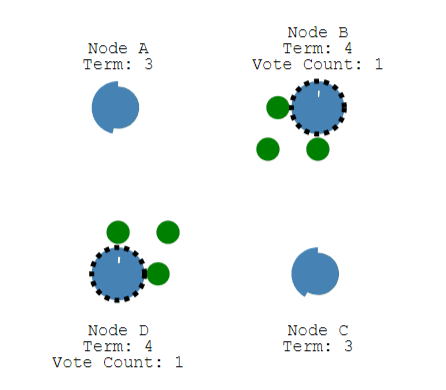 Node A
Term: 3
Node B
Term: 4
Vote Count: 1
Node D
Term: 4
Vote Count: 1
Node C
Term: 3